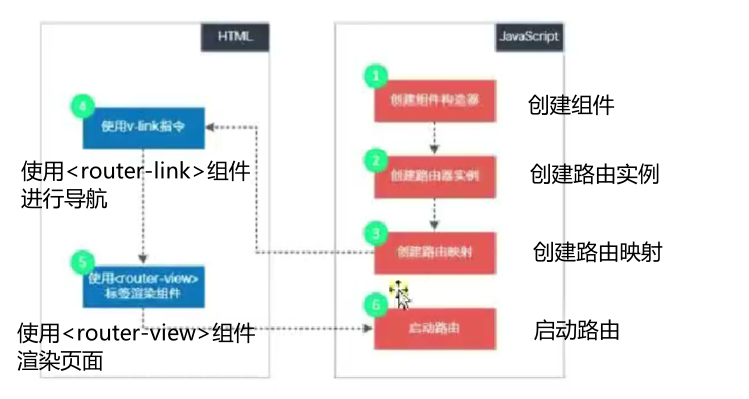 HTML
JavaScript
1
创建组件构造器
创建组件
4
使用v-link指令
使用<router-link>组件
进行导航
2
创建路由器实例
创建路由实例
3
创建路由映射
创建路由映射
5
使用<router-view>
标签渲染组件
使用<router-view>组件
渲染页面
6
启动路由
启动路由